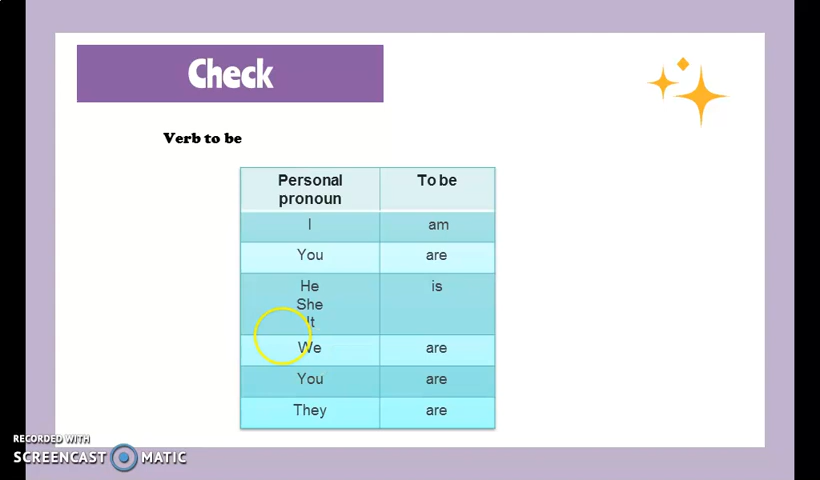 Check
Verb to be
Personal pronoun To be
I am
You are
He is
She
It
We are
You are
They are
RECORDED WITH
SCREENCAST MATIC